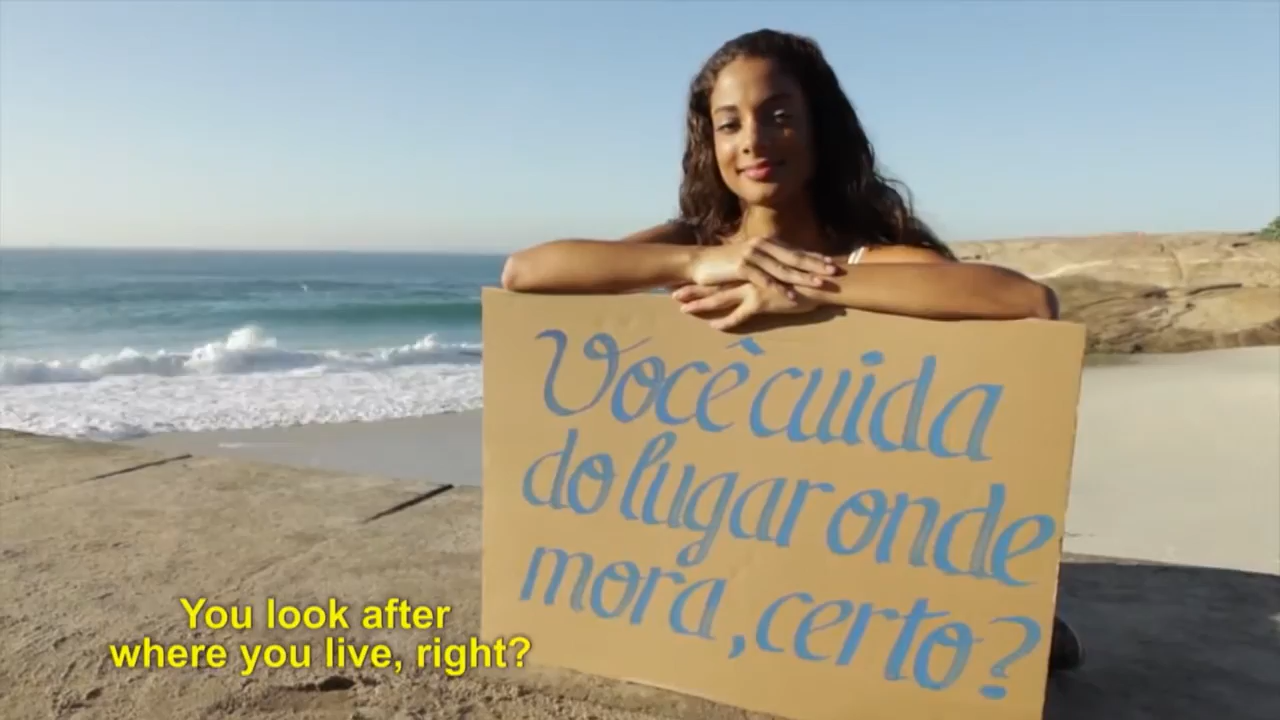 Você cuida
do lugar onde
mora, certo?
You look after
where you live, right?